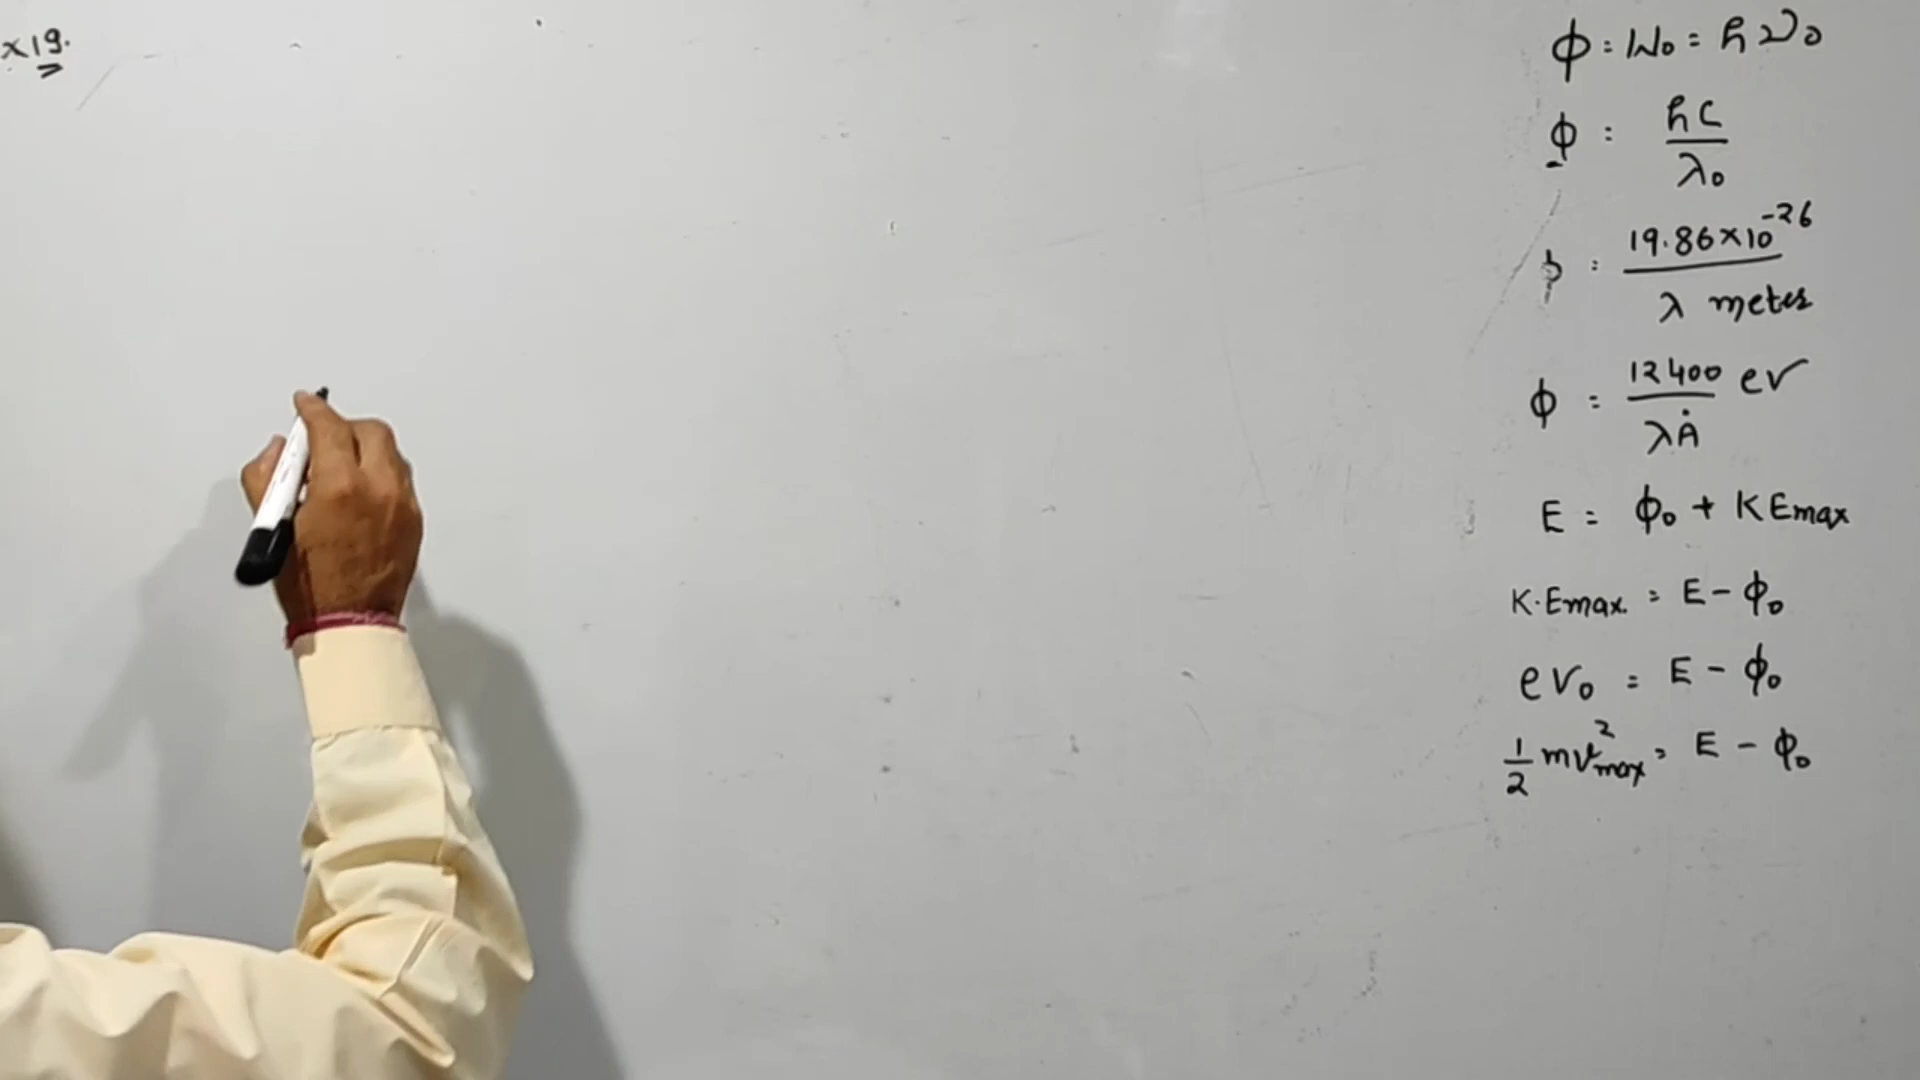 x19.
ϕ = W₀ = hν₀
ϕ = hc / λ₀
ϕ = 19.86×10⁻²⁶ / λ meter
ϕ = 12400 / λÅ ev
E = ϕ₀ + KEmax
K.Emax. = E - ϕ₀
ev₀ = E - ϕ₀
1/2 mv²max = E - ϕ₀